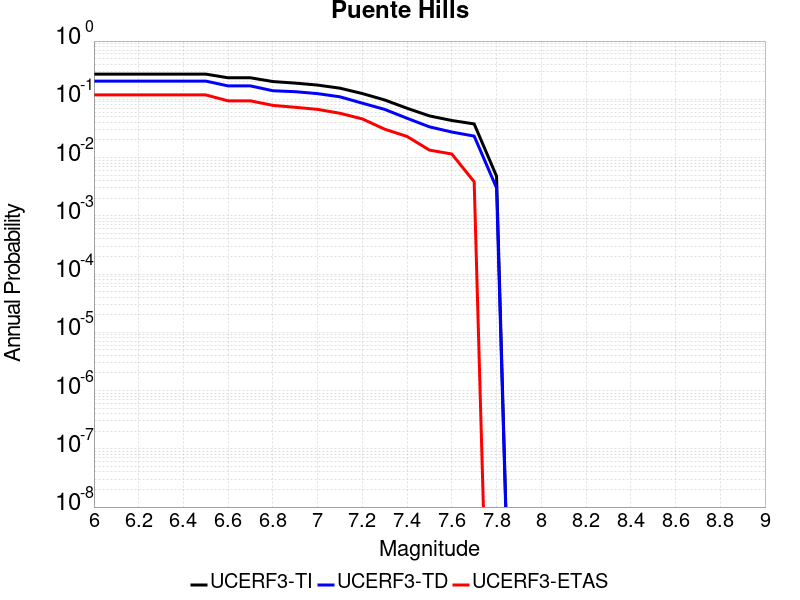 Puente Hills
10^0
10^-1
10^-2
10^-3
10^-4
10^-5
10^-6
10^-7
10^-8
Annual Probability
6 6.2 6.4 6.6 6.8 7 7.2 7.4 7.6 7.8 8 8.2 8.4 8.6 8.8 9
Magnitude
UCERF3-TI UCERF3-TD UCERF3-ETAS